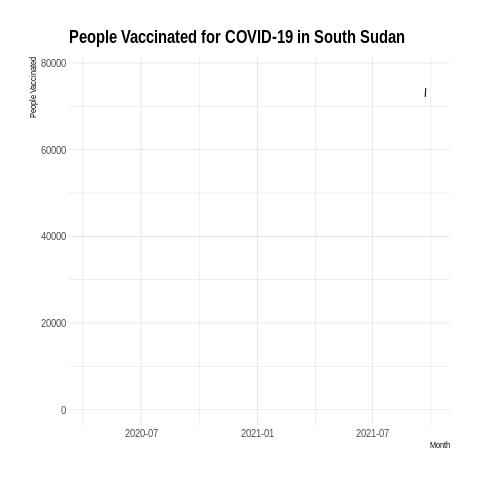 People Vaccinated for COVID-19 in South Sudan
People Vaccinated
80000
60000
40000
20000
0
2020-07 2021-01 2021-07
Month